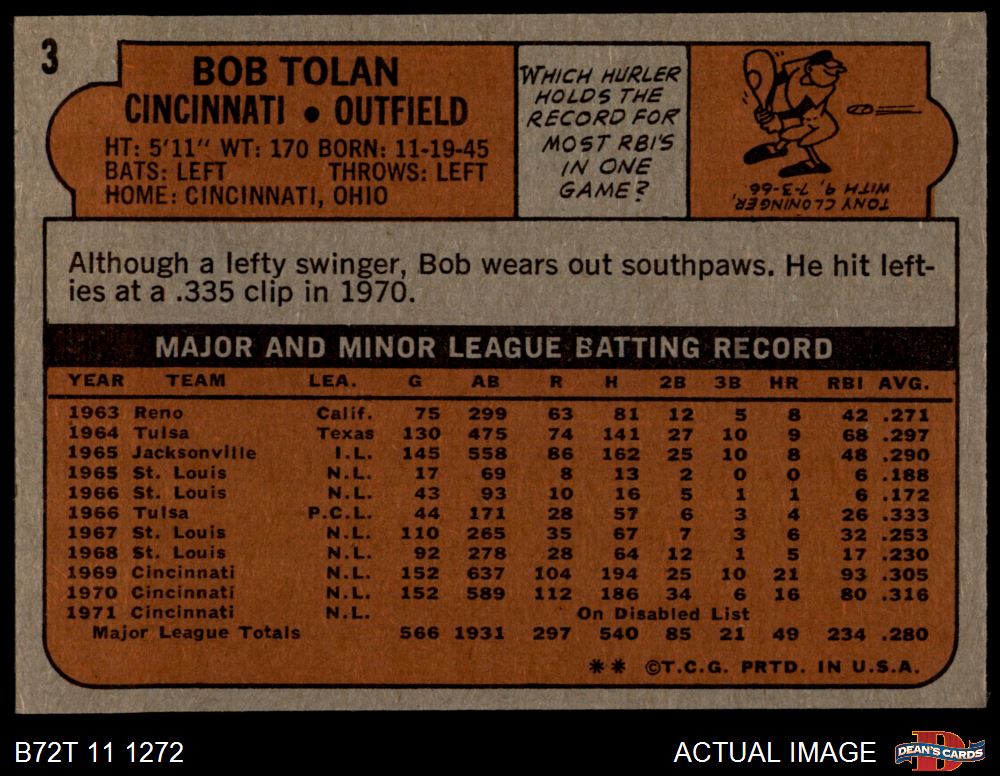 3
BOB TOLAN
CINCINNATI • OUTFIELD
HT: 5'11" WT: 170 BORN: 11-19-45
BATS: LEFT THROWS: LEFT
HOME: CINCINNATI, OHIO
WHICH HURLER
HOLDS THE
RECORD FOR
MOST RBI'S
IN ONE
GAME?
TONY CLONINGER,
WITH 9, 7-3-66.
Although a lefty swinger, Bob wears out southpaws. He hit left-
ies at a .335 clip in 1970.
MAJOR AND MINOR LEAGUE BATTING RECORD
YEAR TEAM LEA. G AB R H 2B 3B HR RBI AVG.
1963 Reno Calif. 75 299 63 81 12 5 8 42 .271
1964 Tulsa Texas 130 475 74 141 27 10 9 68 .297
1965 Jacksonville I.L. 145 558 86 162 25 10 8 48 .290
1965 St. Louis N.L. 17 69 8 13 2 0 0 6 .188
1966 St. Louis N.L. 43 93 10 16 5 1 1 6 .172
1966 Tulsa P.C.L. 44 171 28 57 6 3 4 26 .333
1967 St. Louis N.L. 110 265 35 67 7 3 6 32 .253
1968 St. Louis N.L. 92 278 28 64 12 1 5 17 .230
1969 Cincinnati N.L. 152 637 104 194 25 10 21 93 .305
1970 Cincinnati N.L. 152 589 112 186 34 6 16 80 .316
1971 Cincinnati N.L. On Disabled List
Major League Totals 566 1931 297 540 85 21 49 234 .280
** ©T.C.G. PRTD. IN U.S.A.
B72T 11 1272
ACTUAL IMAGE
D
DEAN'S CARDS